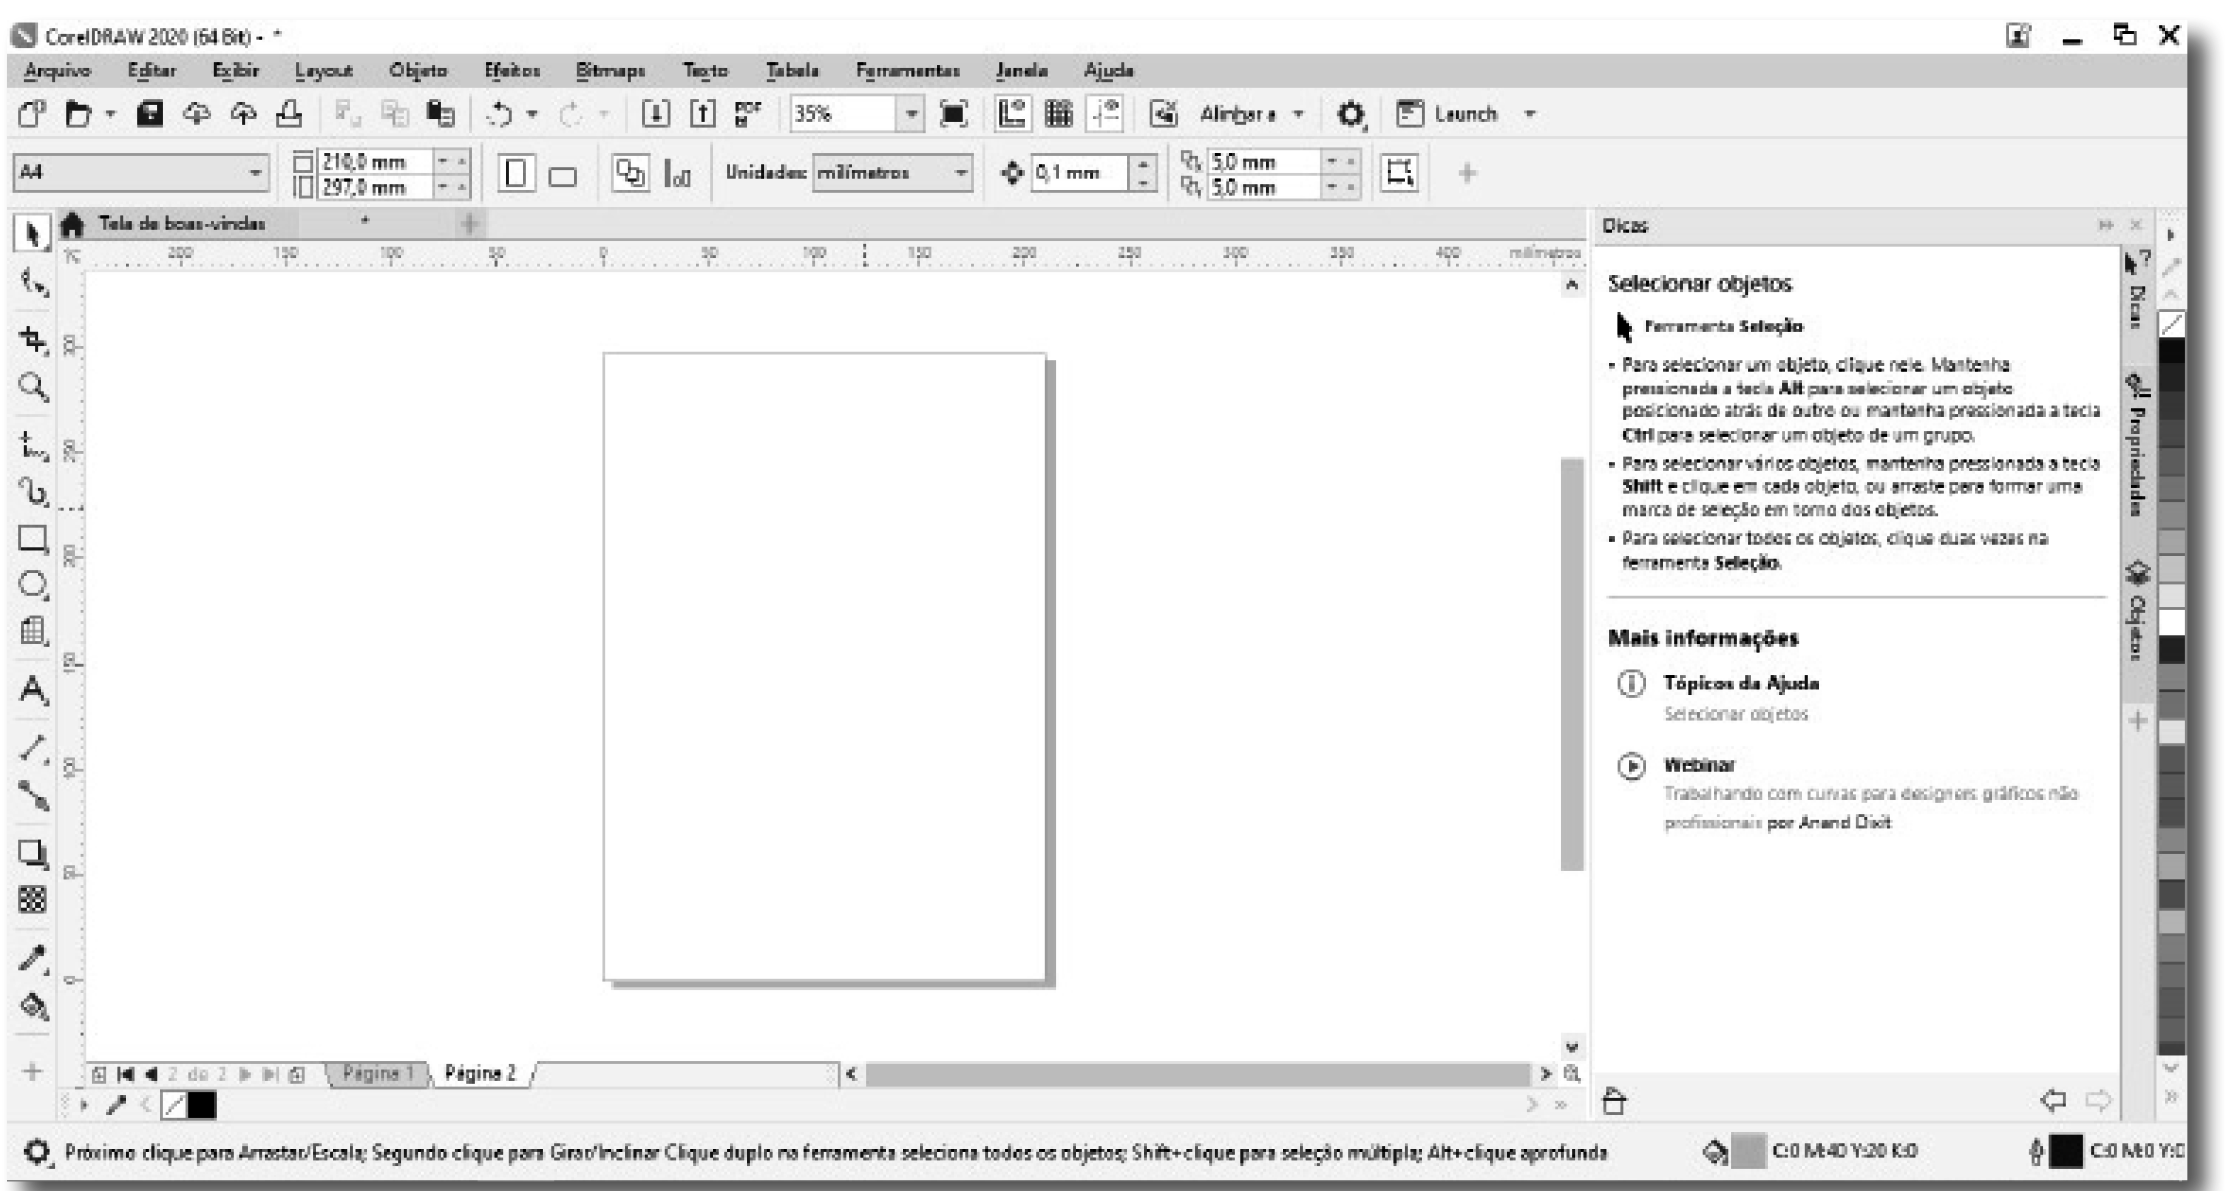 CorelDRAW 2020 (64 Bit) - *
Arquivo Editar Exibir Layout Objeto Efeitos Bitmaps Texto Tabela Ferramentas Janela Ajuda
PDF 35% Alinhar a Launch
A4 210,0 mm Unidades: milímetros 0,1 mm 5,0 mm
297,0 mm 5,0 mm
Tela de boas-vindas *
200 150 100 50 0 50 100 150 200 250 300 350 400 milímetros
300
250
200
150
100
50
0
Dicas
Selecionar objetos
Ferramenta Seleção
• Para selecionar um objeto, clique nele. Mantenha
pressionada a tecla Alt para selecionar um objeto
posicionado atrás de outro ou mantenha pressionada a tecla
Ctrl para selecionar um objeto de um grupo.
• Para selecionar vários objetos, mantenha pressionada a tecla
Shift e clique em cada objeto, ou arraste para formar uma
marca de seleção em torno dos objetos.
• Para selecionar todos os objetos, clique duas vezes na
ferramenta Seleção.
Mais informações
Tópicos da Ajuda
Selecionar objetos
Webinar
Trabalhando com curvas para designers gráficos não
profissionais por Anand Dixit
Dicas
Propriedades
Objetos
2 de 2 Página 1 Página 2
Próximo clique para Arrastar/Escala; Segundo clique para Girar/Inclinar Clique duplo na ferramenta seleciona todos os objetos; Shift+clique para seleção múltipla; Alt+clique aprofunda C:0 M:40 Y:20 K:0 C:0 M:0 Y:0